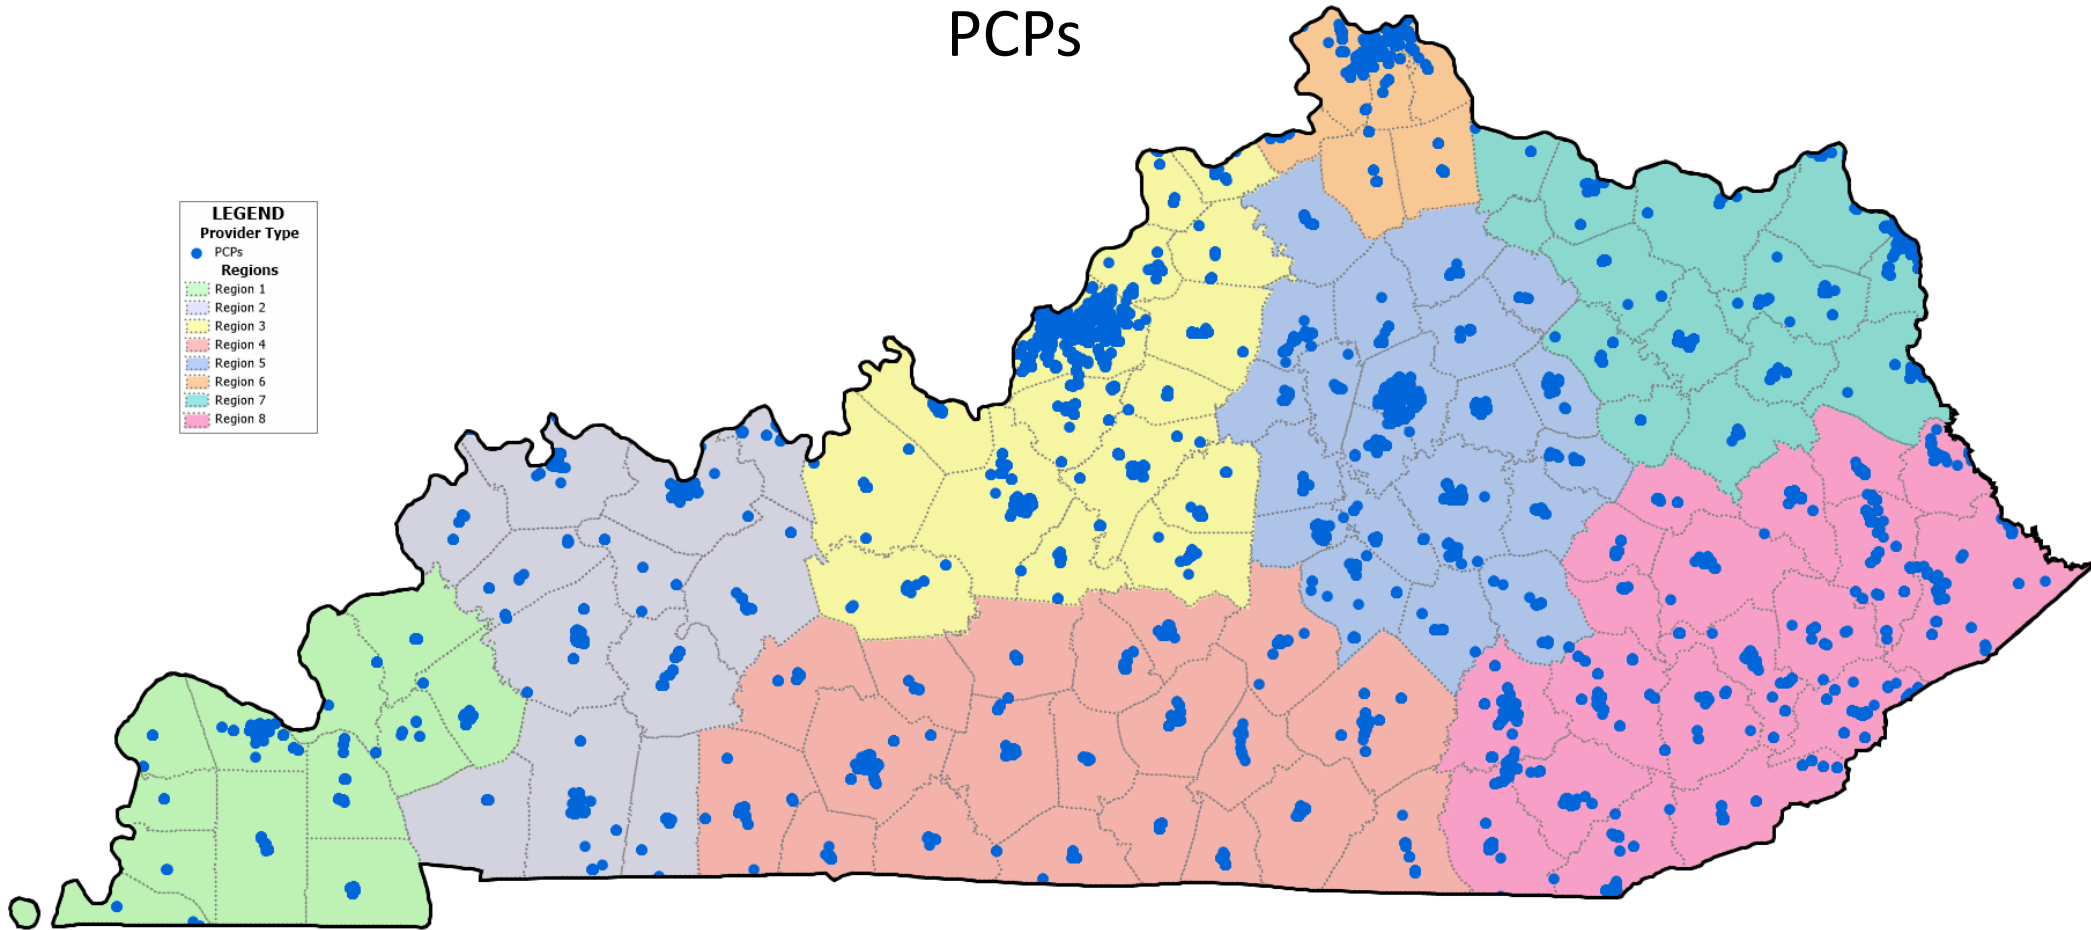 PCPs
LEGEND
Provider Type
PCPs
Regions
Region 1
Region 2
Region 3
Region 4
Region 5
Region 6
Region 7
Region 8